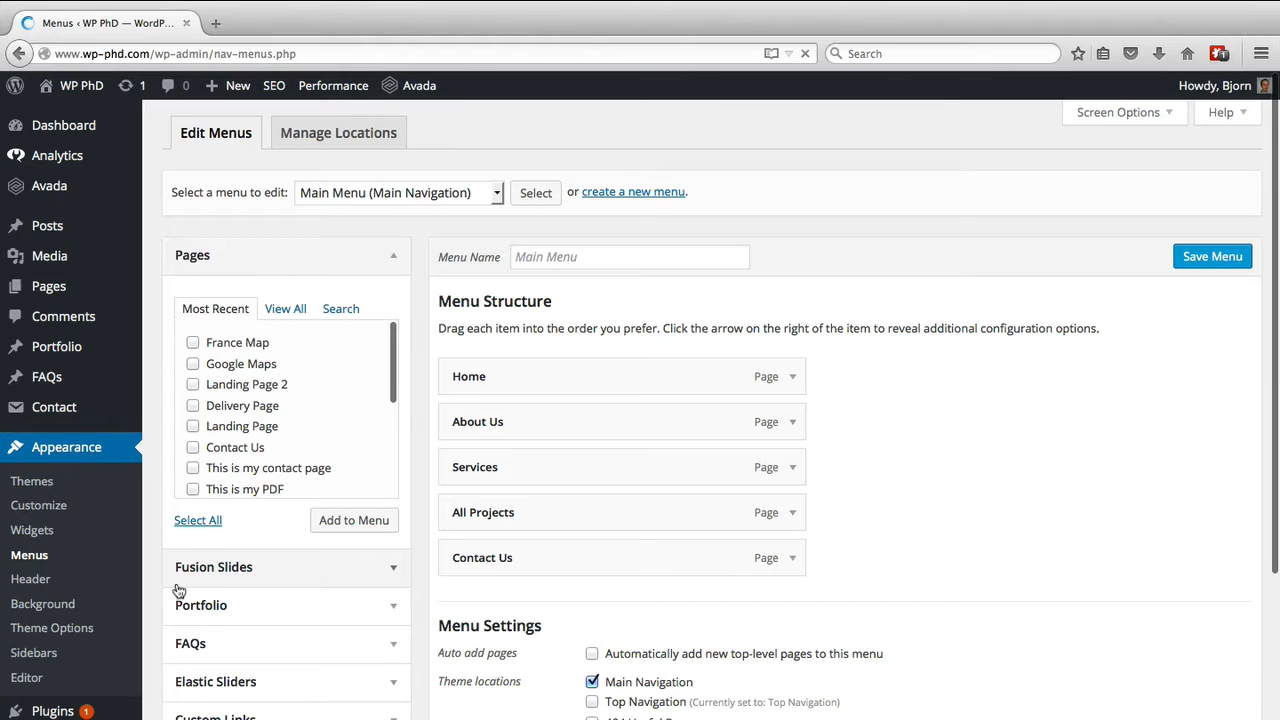 Menus ‹ WP PhD — WordP...
www.wp-phd.com/wp-admin/nav-menus.php
Search
WP PhD 1 0 New SEO Performance Avada
Howdy, Bjorn
Dashboard
Analytics
Avada
Posts
Media
Pages
Comments
Portfolio
FAQs
Contact
Appearance
Themes
Customize
Widgets
Menus
Header
Background
Theme Options
Sidebars
Editor
Plugins 1
Screen Options
Help
Edit Menus
Manage Locations
Select a menu to edit: Main Menu (Main Navigation) Select or create a new menu.
Pages
Most Recent View All Search
France Map
Google Maps
Landing Page 2
Delivery Page
Landing Page
Contact Us
This is my contact page
This is my PDF
Select All
Add to Menu
Fusion Slides
Portfolio
FAQs
Elastic Sliders
Custom Links
Menu Name Main Menu
Save Menu
Menu Structure
Drag each item into the order you prefer. Click the arrow on the right of the item to reveal additional configuration options.
Home Page
About Us Page
Services Page
All Projects Page
Contact Us Page
Menu Settings
Auto add pages Automatically add new top-level pages to this menu
Theme locations Main Navigation
Top Navigation (Currently set to: Top Navigation)